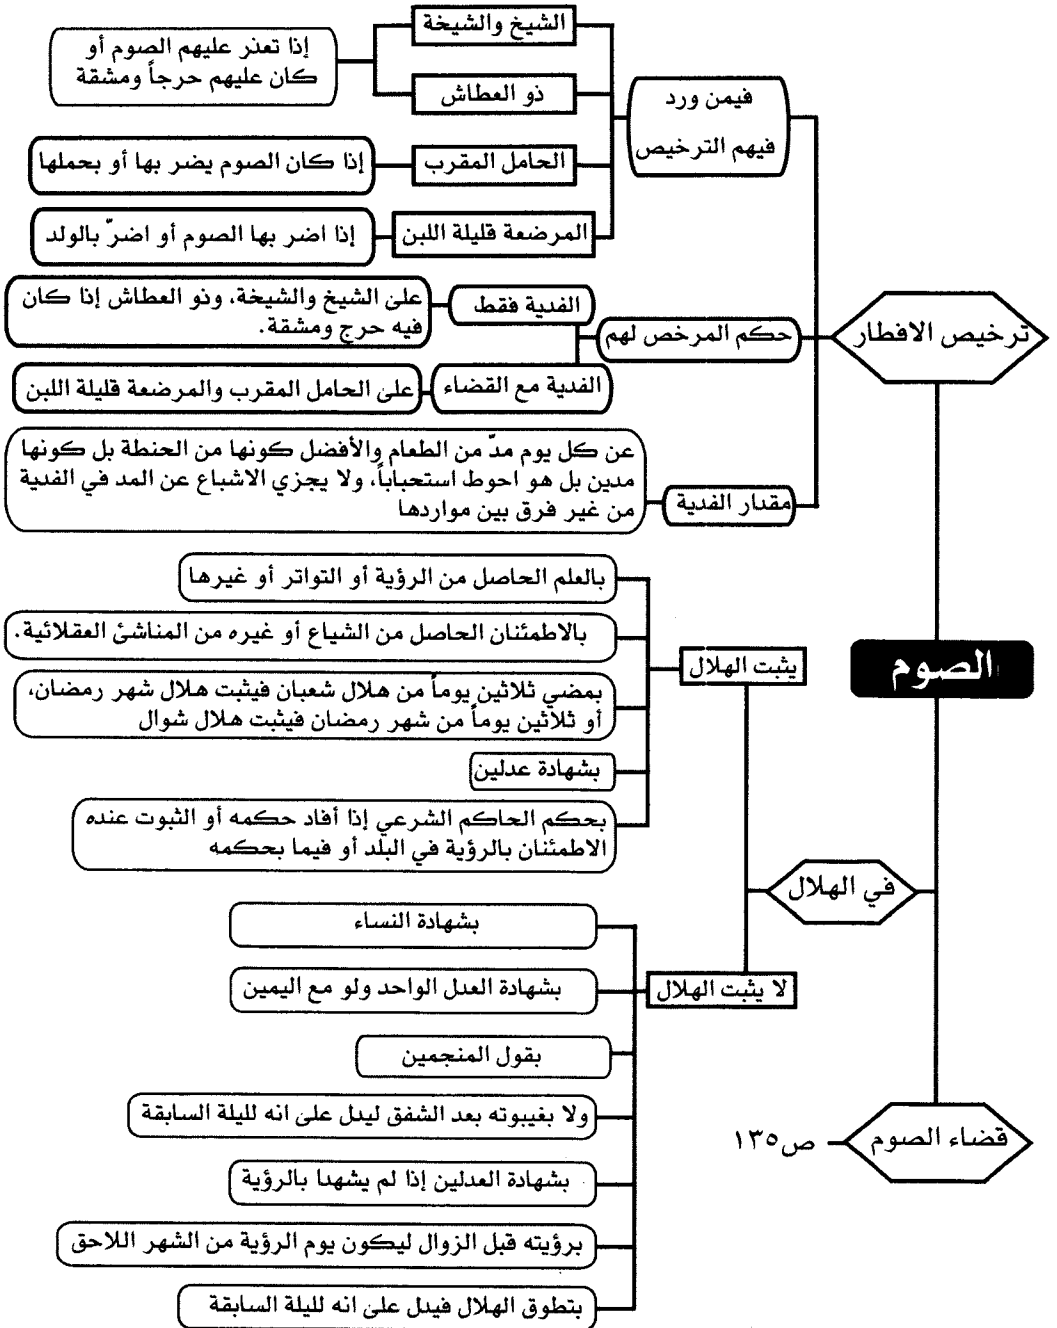 الصوم
ترخيص الافطار
فيمن ورد
فيهم الترخيص
الشيخ والشيخة
ذو العطاش
إذا تعذر عليهم الصوم أو
كان عليهم حرجاً ومشقة
الحامل المقرب
إذا كان الصوم يضر بها أو بحملها
المرضعة قليلة اللبن
إذا اضر بها الصوم أو اضرّ بالولد
حكم المرخص لهم
الفدية فقط
على الشيخ والشيخة، وذو العطاش إذا كان
فيه حرج ومشقة.
الفدية مع القضاء
على الحامل المقرب والمرضعة قليلة اللبن
مقدار الفدية
عن كل يوم مدّ من الطعام والأفضل كونها من الحنطة بل كونها
مدين بل هو احوط استحباباً، ولا يجزي الاشباع عن المد في الفدية
من غير فرق بين مواردها
في الهلال
يثبت الهلال
بالعلم الحاصل من الرؤية أو التواتر أو غيرها
بالاطمئنان الحاصل من الشياع أو غيره من المناشئ العقلائية.
بمضي ثلاثين يوماً من هلال شعبان فيثبت هلال شهر رمضان،
أو ثلاثين يوماً من شهر رمضان فيثبت هلال شوال
بشهادة عدلين
بحكم الحاكم الشرعي إذا أفاد حكمه أو الثبوت عنده
الاطمئنان بالرؤية في البلد أو فيما بحكمه
لا يثبت الهلال
بشهادة النساء
بشهادة العدل الواحد ولو مع اليمين
بقول المنجمين
ولا بغيبوته بعد الشفق ليدل على انه لليلة السابقة
بشهادة العدلين إذا لم يشهدا بالرؤية
برؤيته قبل الزوال ليكون يوم الرؤية من الشهر اللاحق
بتطوق الهلال فيدل على انه لليلة السابقة
قضاء الصوم
ص١٣٥